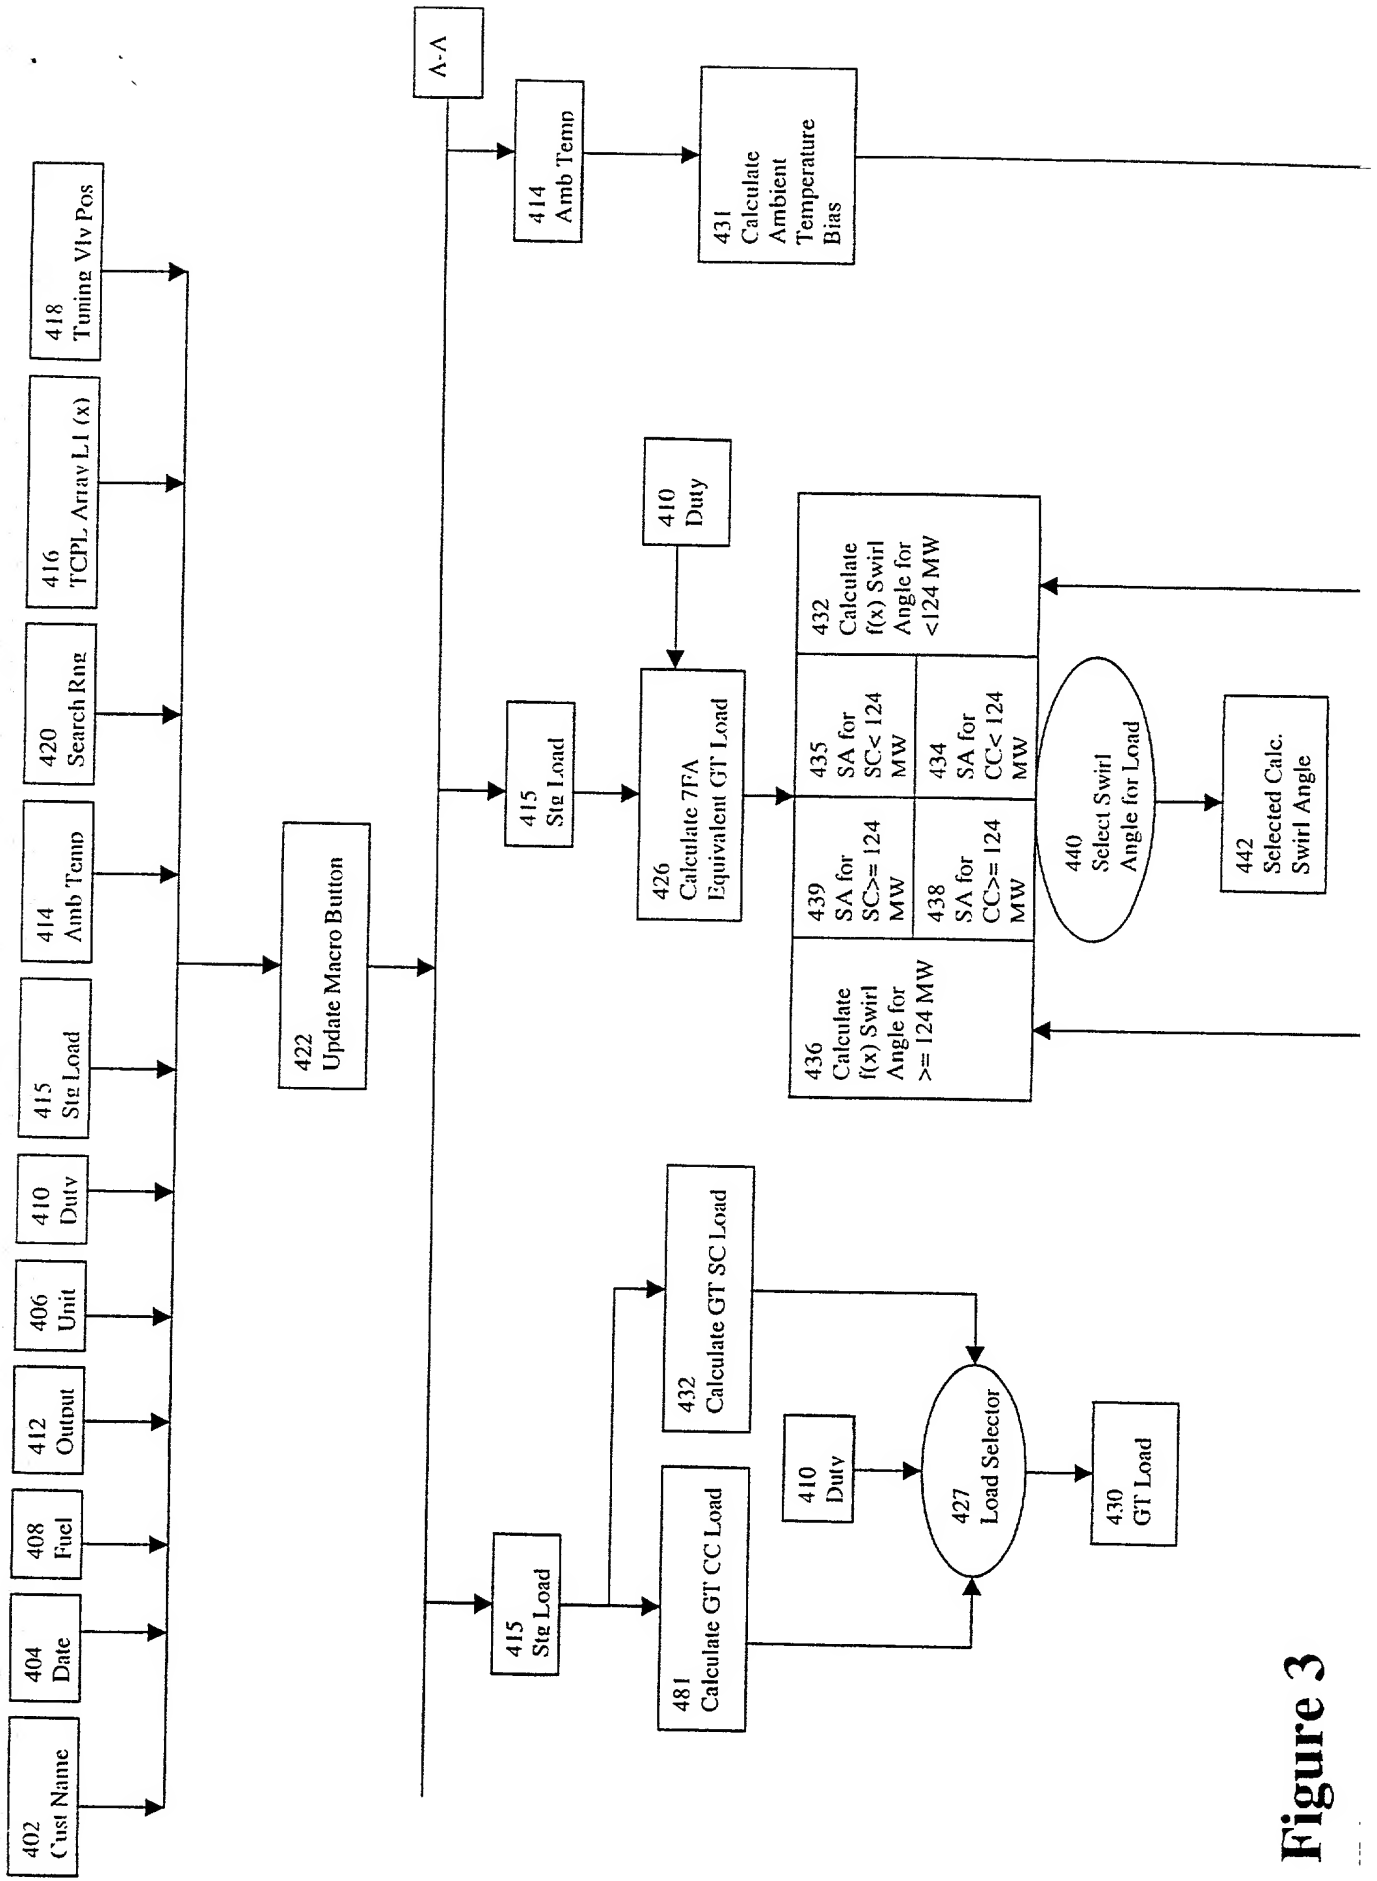 402
Cust Name
404
Date
408
Fuel
412
Output
406
Unit
410
Duty
415
Stg Load
414
Amb Temp
420
Search Rng
416
TCPL Array L1 (x)
418
Tuning Vlv Pos
422
Update Macro Button
A-A
415
Stg Load
481
Calculate GT CC Load
432
Calculate GT SC Load
410
Duty
427
Load Selector
430
GT Load
415
Stg Load
426
Calculate 7FA
Equivalent GT Load
410
Duty
436
Calculate
f(x) Swirl
Angle for
>= 124 MW
439
SA for
SC>= 124
MW
438
SA for
CC>= 124
MW
435
SA for
SC< 124
MW
434
SA for
CC< 124
MW
432
Calculate
f(x) Swirl
Angle for
<124 MW
440
Select Swirl
Angle for Load
442
Selected Calc.
Swirl Angle
414
Amb Temp
431
Calculate
Ambient
Temperature
Bias
Figure 3